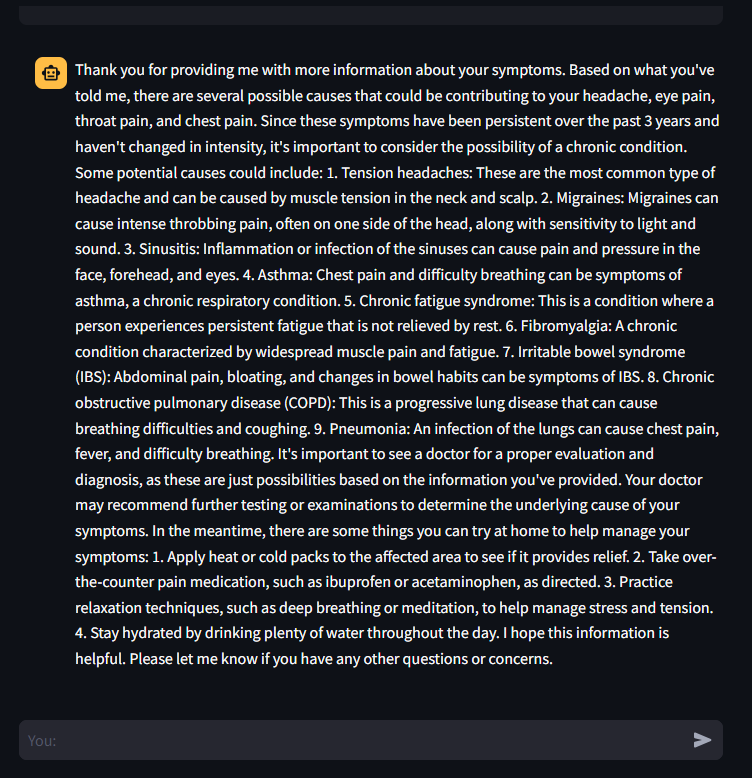 Thank you for providing me with more information about your symptoms. Based on what you've
told me, there are several possible causes that could be contributing to your headache, eye pain,
throat pain, and chest pain. Since these symptoms have been persistent over the past 3 years and
haven't changed in intensity, it's important to consider the possibility of a chronic condition.
Some potential causes could include: 1. Tension headaches: These are the most common type of
headache and can be caused by muscle tension in the neck and scalp. 2. Migraines: Migraines can
cause intense throbbing pain, often on one side of the head, along with sensitivity to light and
sound. 3. Sinusitis: Inflammation or infection of the sinuses can cause pain and pressure in the
face, forehead, and eyes. 4. Asthma: Chest pain and difficulty breathing can be symptoms of
asthma, a chronic respiratory condition. 5. Chronic fatigue syndrome: This is a condition where a
person experiences persistent fatigue that is not relieved by rest. 6. Fibromyalgia: A chronic
condition characterized by widespread muscle pain and fatigue. 7. Irritable bowel syndrome
(IBS): Abdominal pain, bloating, and changes in bowel habits can be symptoms of IBS. 8. Chronic
obstructive pulmonary disease (COPD): This is a progressive lung disease that can cause
breathing difficulties and coughing. 9. Pneumonia: An infection of the lungs can cause chest pain,
fever, and difficulty breathing. It's important to see a doctor for a proper evaluation and
diagnosis, as these are just possibilities based on the information you've provided. Your doctor
may recommend further testing or examinations to determine the underlying cause of your
symptoms. In the meantime, there are some things you can try at home to help manage your
symptoms: 1. Apply heat or cold packs to the affected area to see if it provides relief. 2. Take over-
the-counter pain medication, such as ibuprofen or acetaminophen, as directed. 3. Practice
relaxation techniques, such as deep breathing or meditation, to help manage stress and tension.
4. Stay hydrated by drinking plenty of water throughout the day. I hope this information is
helpful. Please let me know if you have any other questions or concerns.
You: